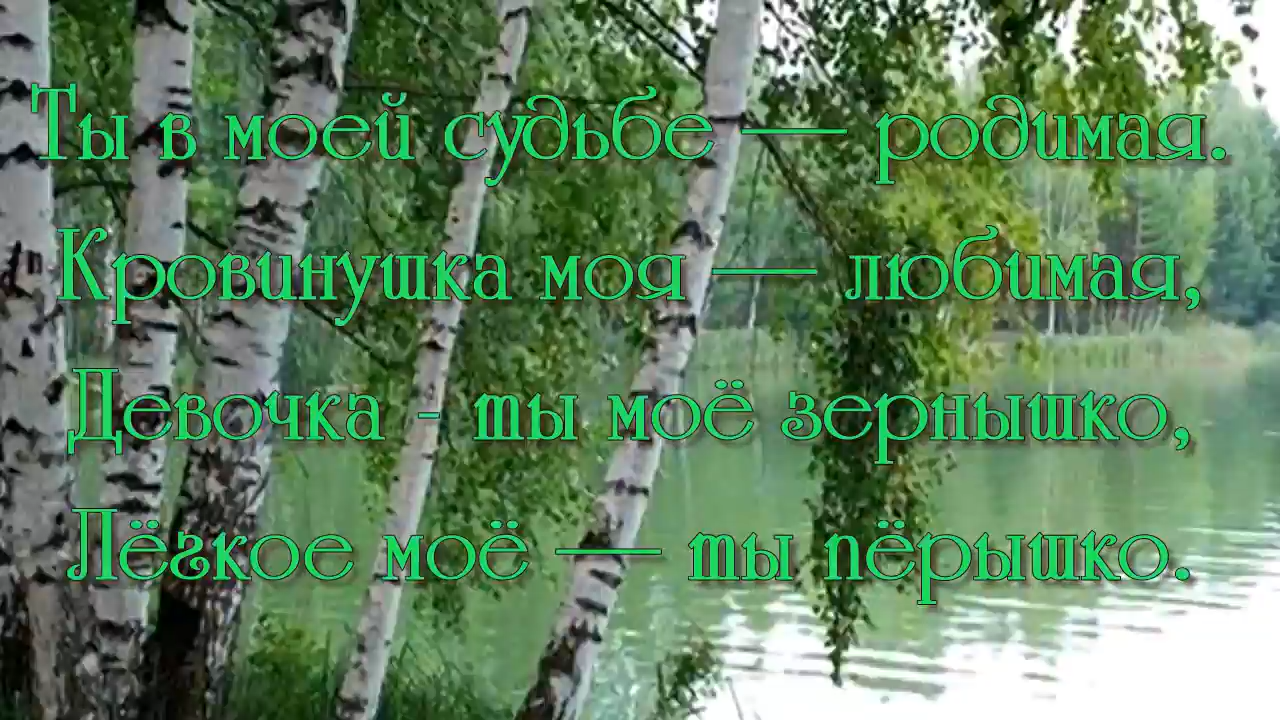 Ты в моей судьбе — родимая.
Кровинушка моя — любимая,
Девочка - ты моё зернышко,
Лёгкое моё — ты пёрышко.